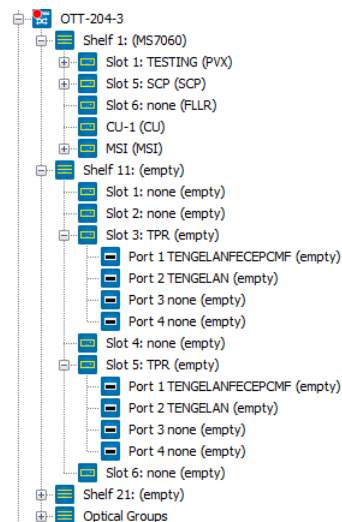 OTT-204-3
Shelf 1: (MS7060)
Slot 1: TESTING (PVX)
Slot 5: SCP (SCP)
Slot 6: none (FLLR)
CU-1 (CU)
MSI (MSI)
Shelf 11: (empty)
Slot 1: none (empty)
Slot 2: none (empty)
Slot 3: TPR (empty)
Port 1 TENGELANFECEPCMF (empty)
Port 2 TENGELAN (empty)
Port 3 none (empty)
Port 4 none (empty)
Slot 4: none (empty)
Slot 5: TPR (empty)
Port 1 TENGELANFECEPCMF (empty)
Port 2 TENGELAN (empty)
Port 3 none (empty)
Port 4 none (empty)
Slot 6: none (empty)
Shelf 21: (empty)
Optical Groups